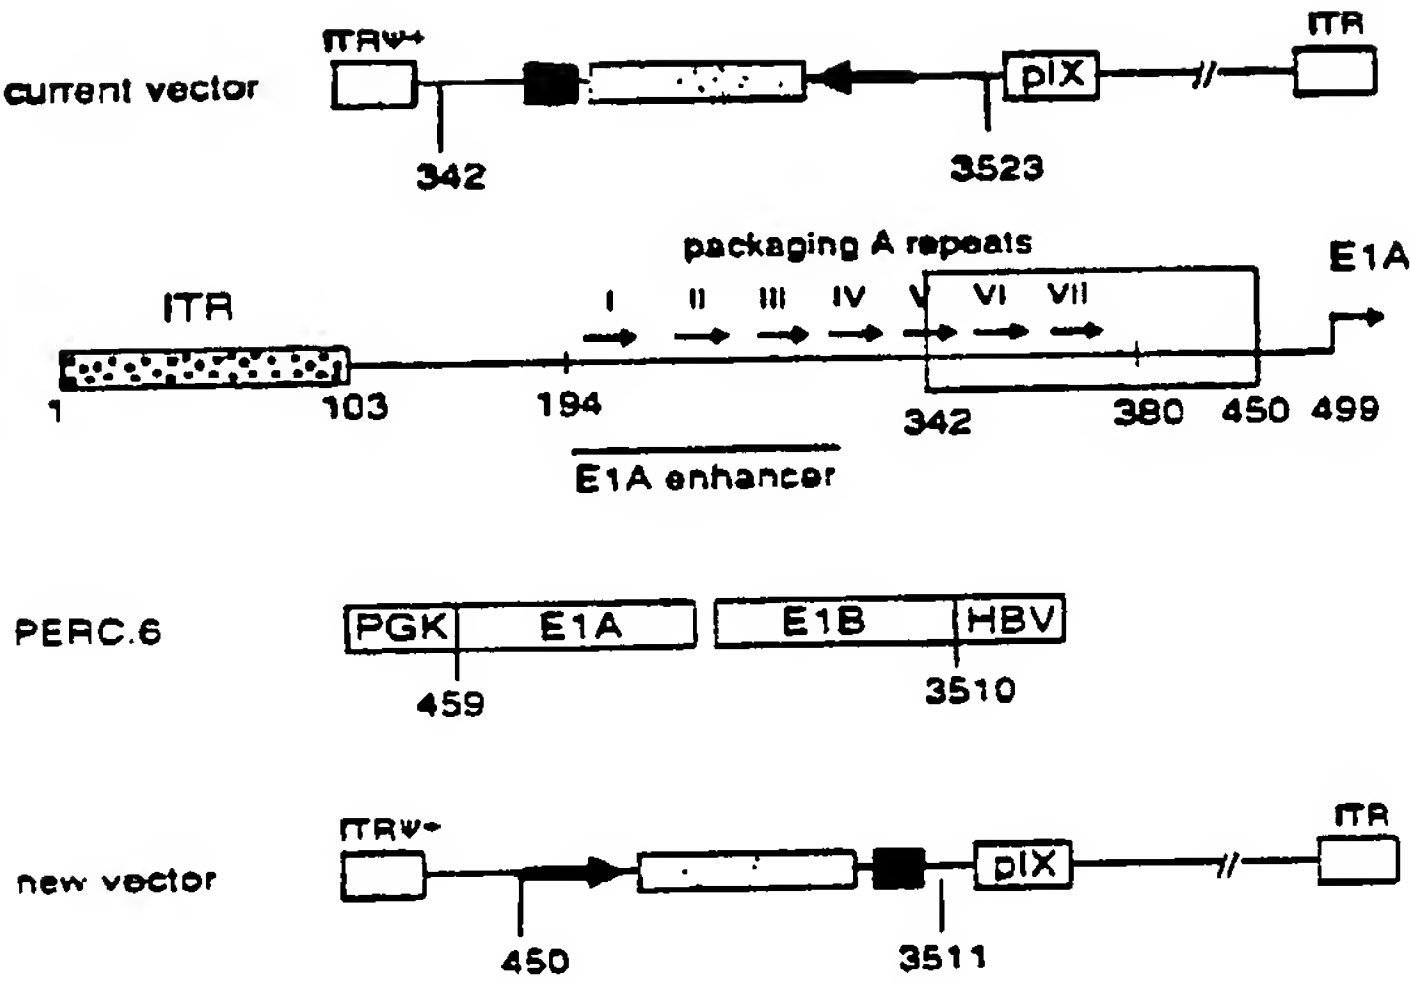 ITRΨ+
ITR
current vector
pIX
342
3523
packaging A repeats
E1A
ITR
I II III IV V VI VII
1 103 194 342 380 450 499
E1A enhancer
PERC.6
PGK E1A E1B HBV
459
3510
ITRΨ+
ITR
new vector
pIX
450
3511